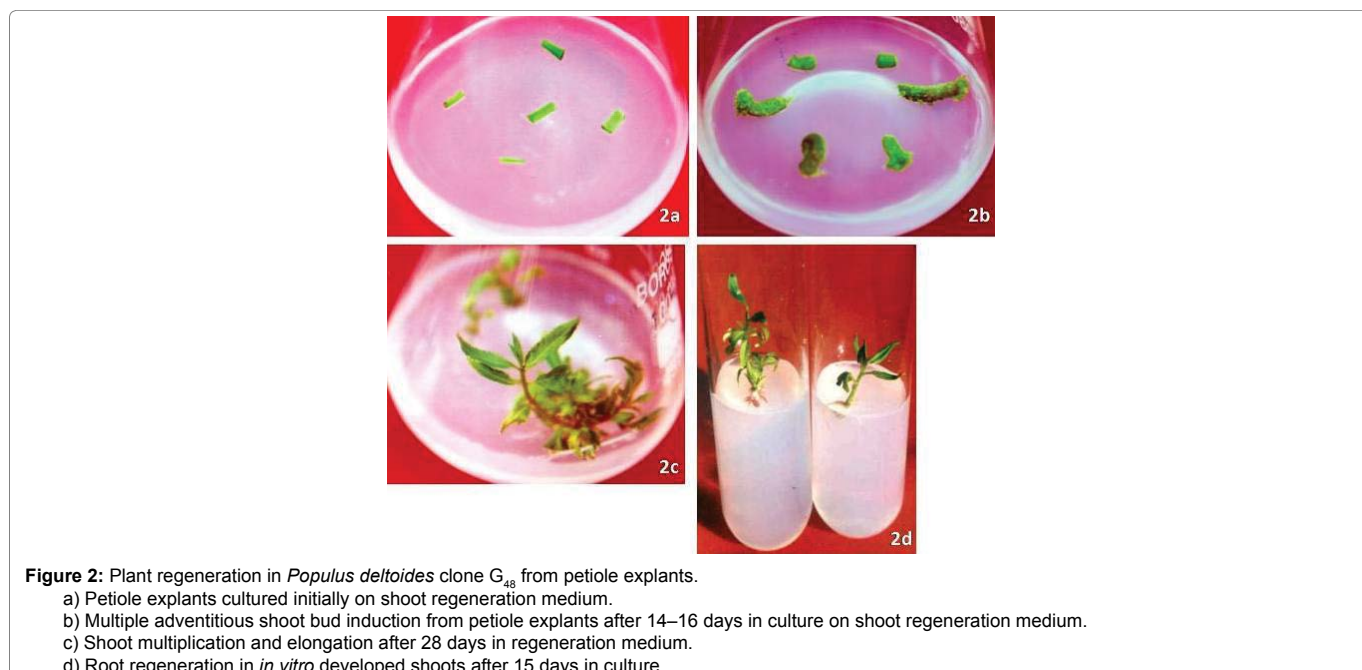 2a
2b
BOR
2c
2d
Figure 2: Plant regeneration in Populus deltoides clone G48 from petiole explants.
a) Petiole explants cultured initially on shoot regeneration medium.
b) Multiple adventitious shoot bud induction from petiole explants after 14–16 days in culture on shoot regeneration medium.
c) Shoot multiplication and elongation after 28 days in regeneration medium.
d) Root regeneration in in vitro developed shoots after 15 days in culture.